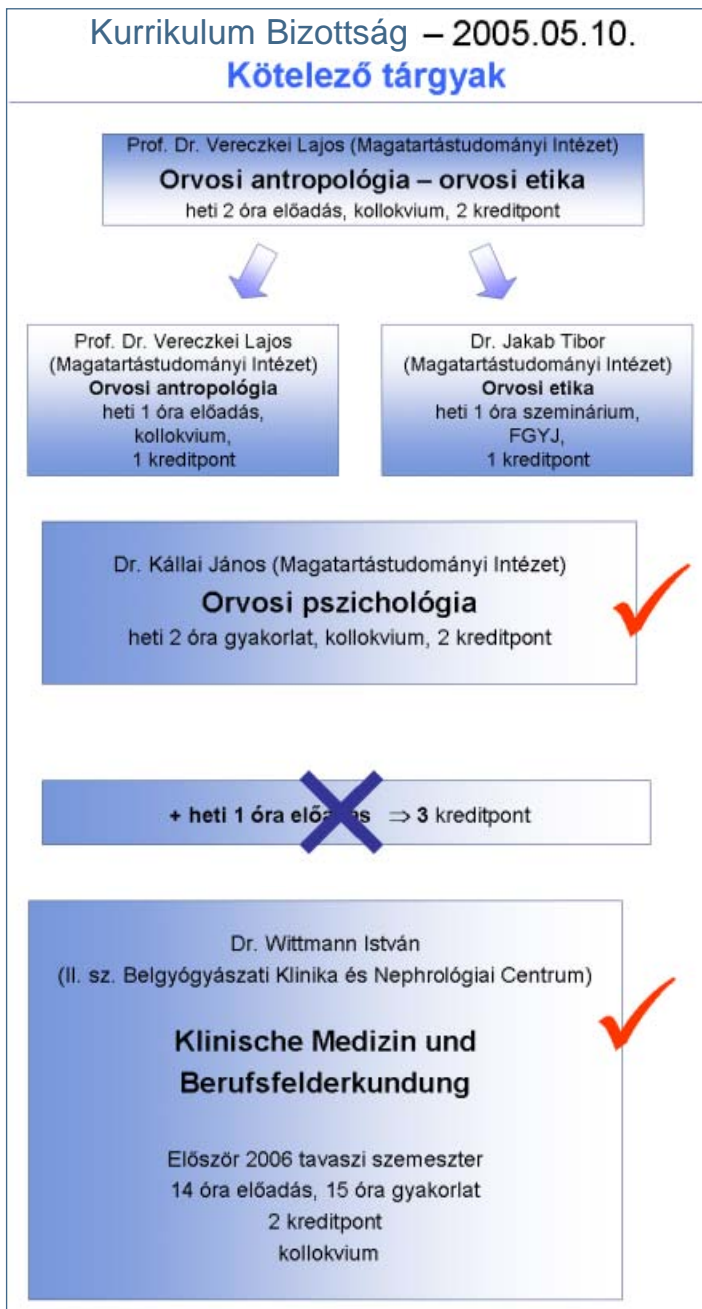 Kurrikulum Bizottság – 2005.05.10.
Kötelező tárgyak
Prof. Dr. Vereczkei Lajos (Magatartástudományi Intézet)
Orvosi antropológia – orvosi etika
heti 2 óra előadás, kollokvium, 2 kreditpont
Prof. Dr. Vereczkei Lajos
(Magatartástudományi Intézet)
Orvosi antropológia
heti 1 óra előadás,
kollokvium,
1 kreditpont
Dr. Jakab Tibor
(Magatartástudományi Intézet)
Orvosi etika
heti 1 óra szeminárium,
FGYJ,
1 kreditpont
Dr. Kállai János (Magatartástudományi Intézet)
Orvosi pszichológia
heti 2 óra gyakorlat, kollokvium, 2 kreditpont
+ heti 1 óra előadás ⇒ 3 kreditpont
Dr. Wittmann István
(II. sz. Belgyógyászati Klinika és Nephrológiai Centrum)
Klinische Medizin und
Berufsfelderkundung
Először 2006 tavaszi szemeszter
14 óra előadás, 15 óra gyakorlat
2 kreditpont
kollokvium